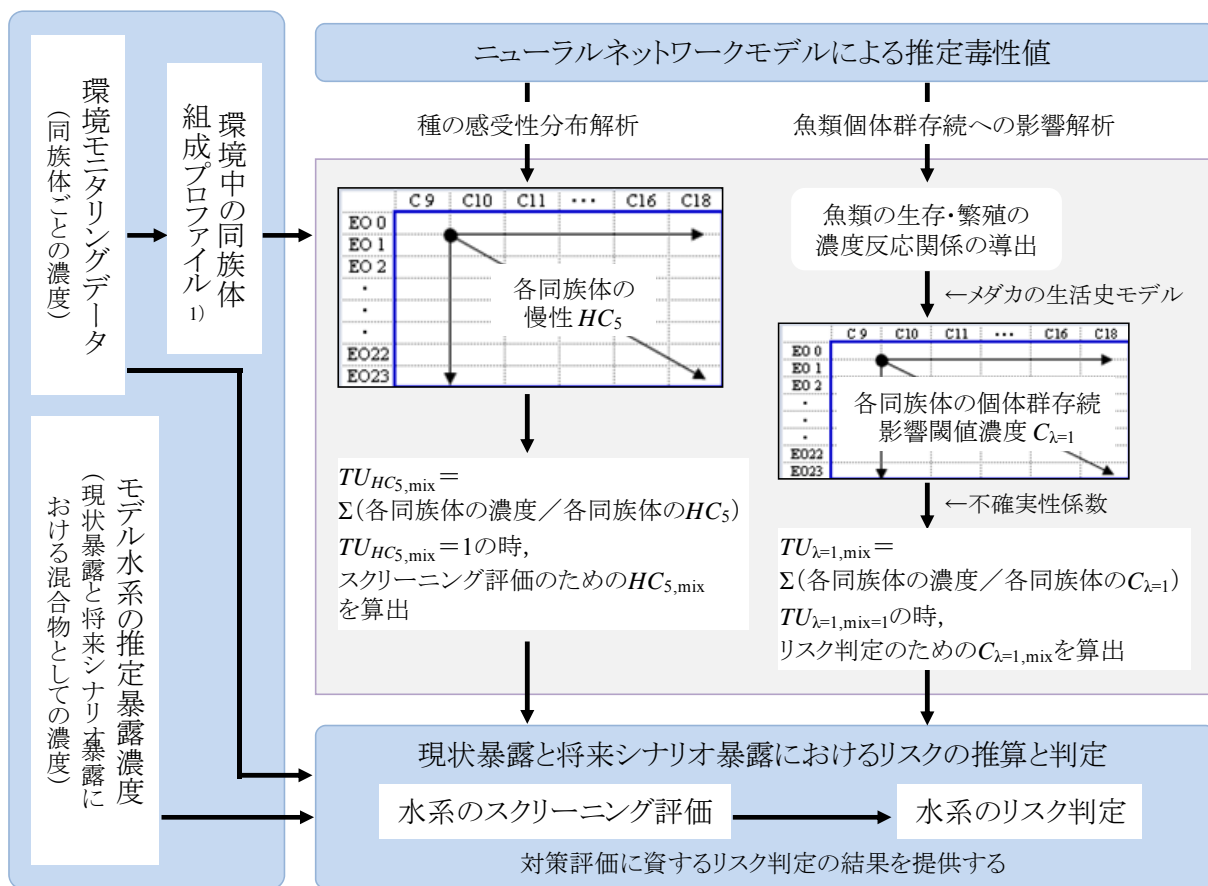 環境モニタリングデータ
(同族体ごとの濃度)
環境中の同族体
組成プロファイル1)
モデル水系の推定暴露濃度
(現状暴露と将来シナリオ暴露に
おける混合物としての濃度)
ニューラルネットワークモデルによる推定毒性値
種の感受性分布解析
魚類個体群存続への影響解析
C 9 C10 C11 ・・・ C16 C18
EO 0
EO 1
EO 2
・
・
・
EO22
EO23
各同族体の
慢性HC5
TUHC5,mix＝
Σ(各同族体の濃度／各同族体のHC5)
TUHC5,mix＝1の時,
スクリーニング評価のためのHC5,mix
を算出
魚類の生存・繁殖の
濃度反応関係の導出
←メダカの生活史モデル
C 9 C10 C11 ・・・ C16 C18
EO 0
EO 1
EO 2
・
・
・
EO22
EO23
各同族体の個体群存続
影響閾値濃度 Cλ=1
←不確実性係数
TUλ=1,mix＝
Σ(各同族体の濃度／各同族体のCλ=1)
TUλ=1,mix=1の時,
リスク判定のためのCλ=1,mixを算出
現状暴露と将来シナリオ暴露におけるリスクの推算と判定
水系のスクリーニング評価
水系のリスク判定
対策評価に資するリスク判定の結果を提供する